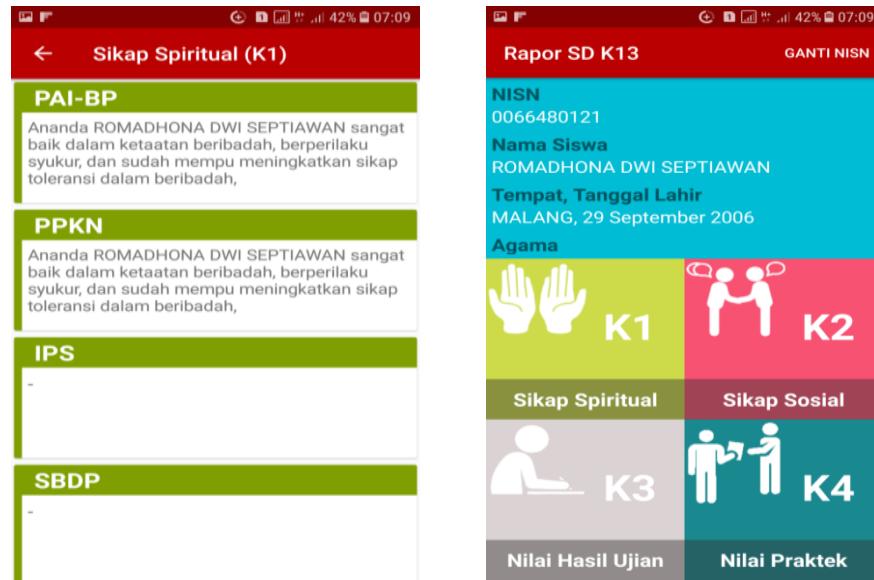 42% 07:09
Sikap Spiritual (K1)
PAI-BP
Ananda ROMADHONA DWI SEPTIAWAN sangat
baik dalam ketaatan beribadah, berperilaku
syukur, dan sudah mempu meningkatkan sikap
toleransi dalam beribadah,
PPKN
Ananda ROMADHONA DWI SEPTIAWAN sangat
baik dalam ketaatan beribadah, berperilaku
syukur, dan sudah mempu meningkatkan sikap
toleransi dalam beribadah,
IPS
-
SBDP
-
42% 07:09
Rapor SD K13
GANTI NISN
NISN
0066480121
Nama Siswa
ROMADHONA DWI SEPTIAWAN
Tempat, Tanggal Lahir
MALANG, 29 September 2006
Agama
K1
K2
Sikap Spiritual
Sikap Sosial
K3
K4
Nilai Hasil Ujian
Nilai Praktek